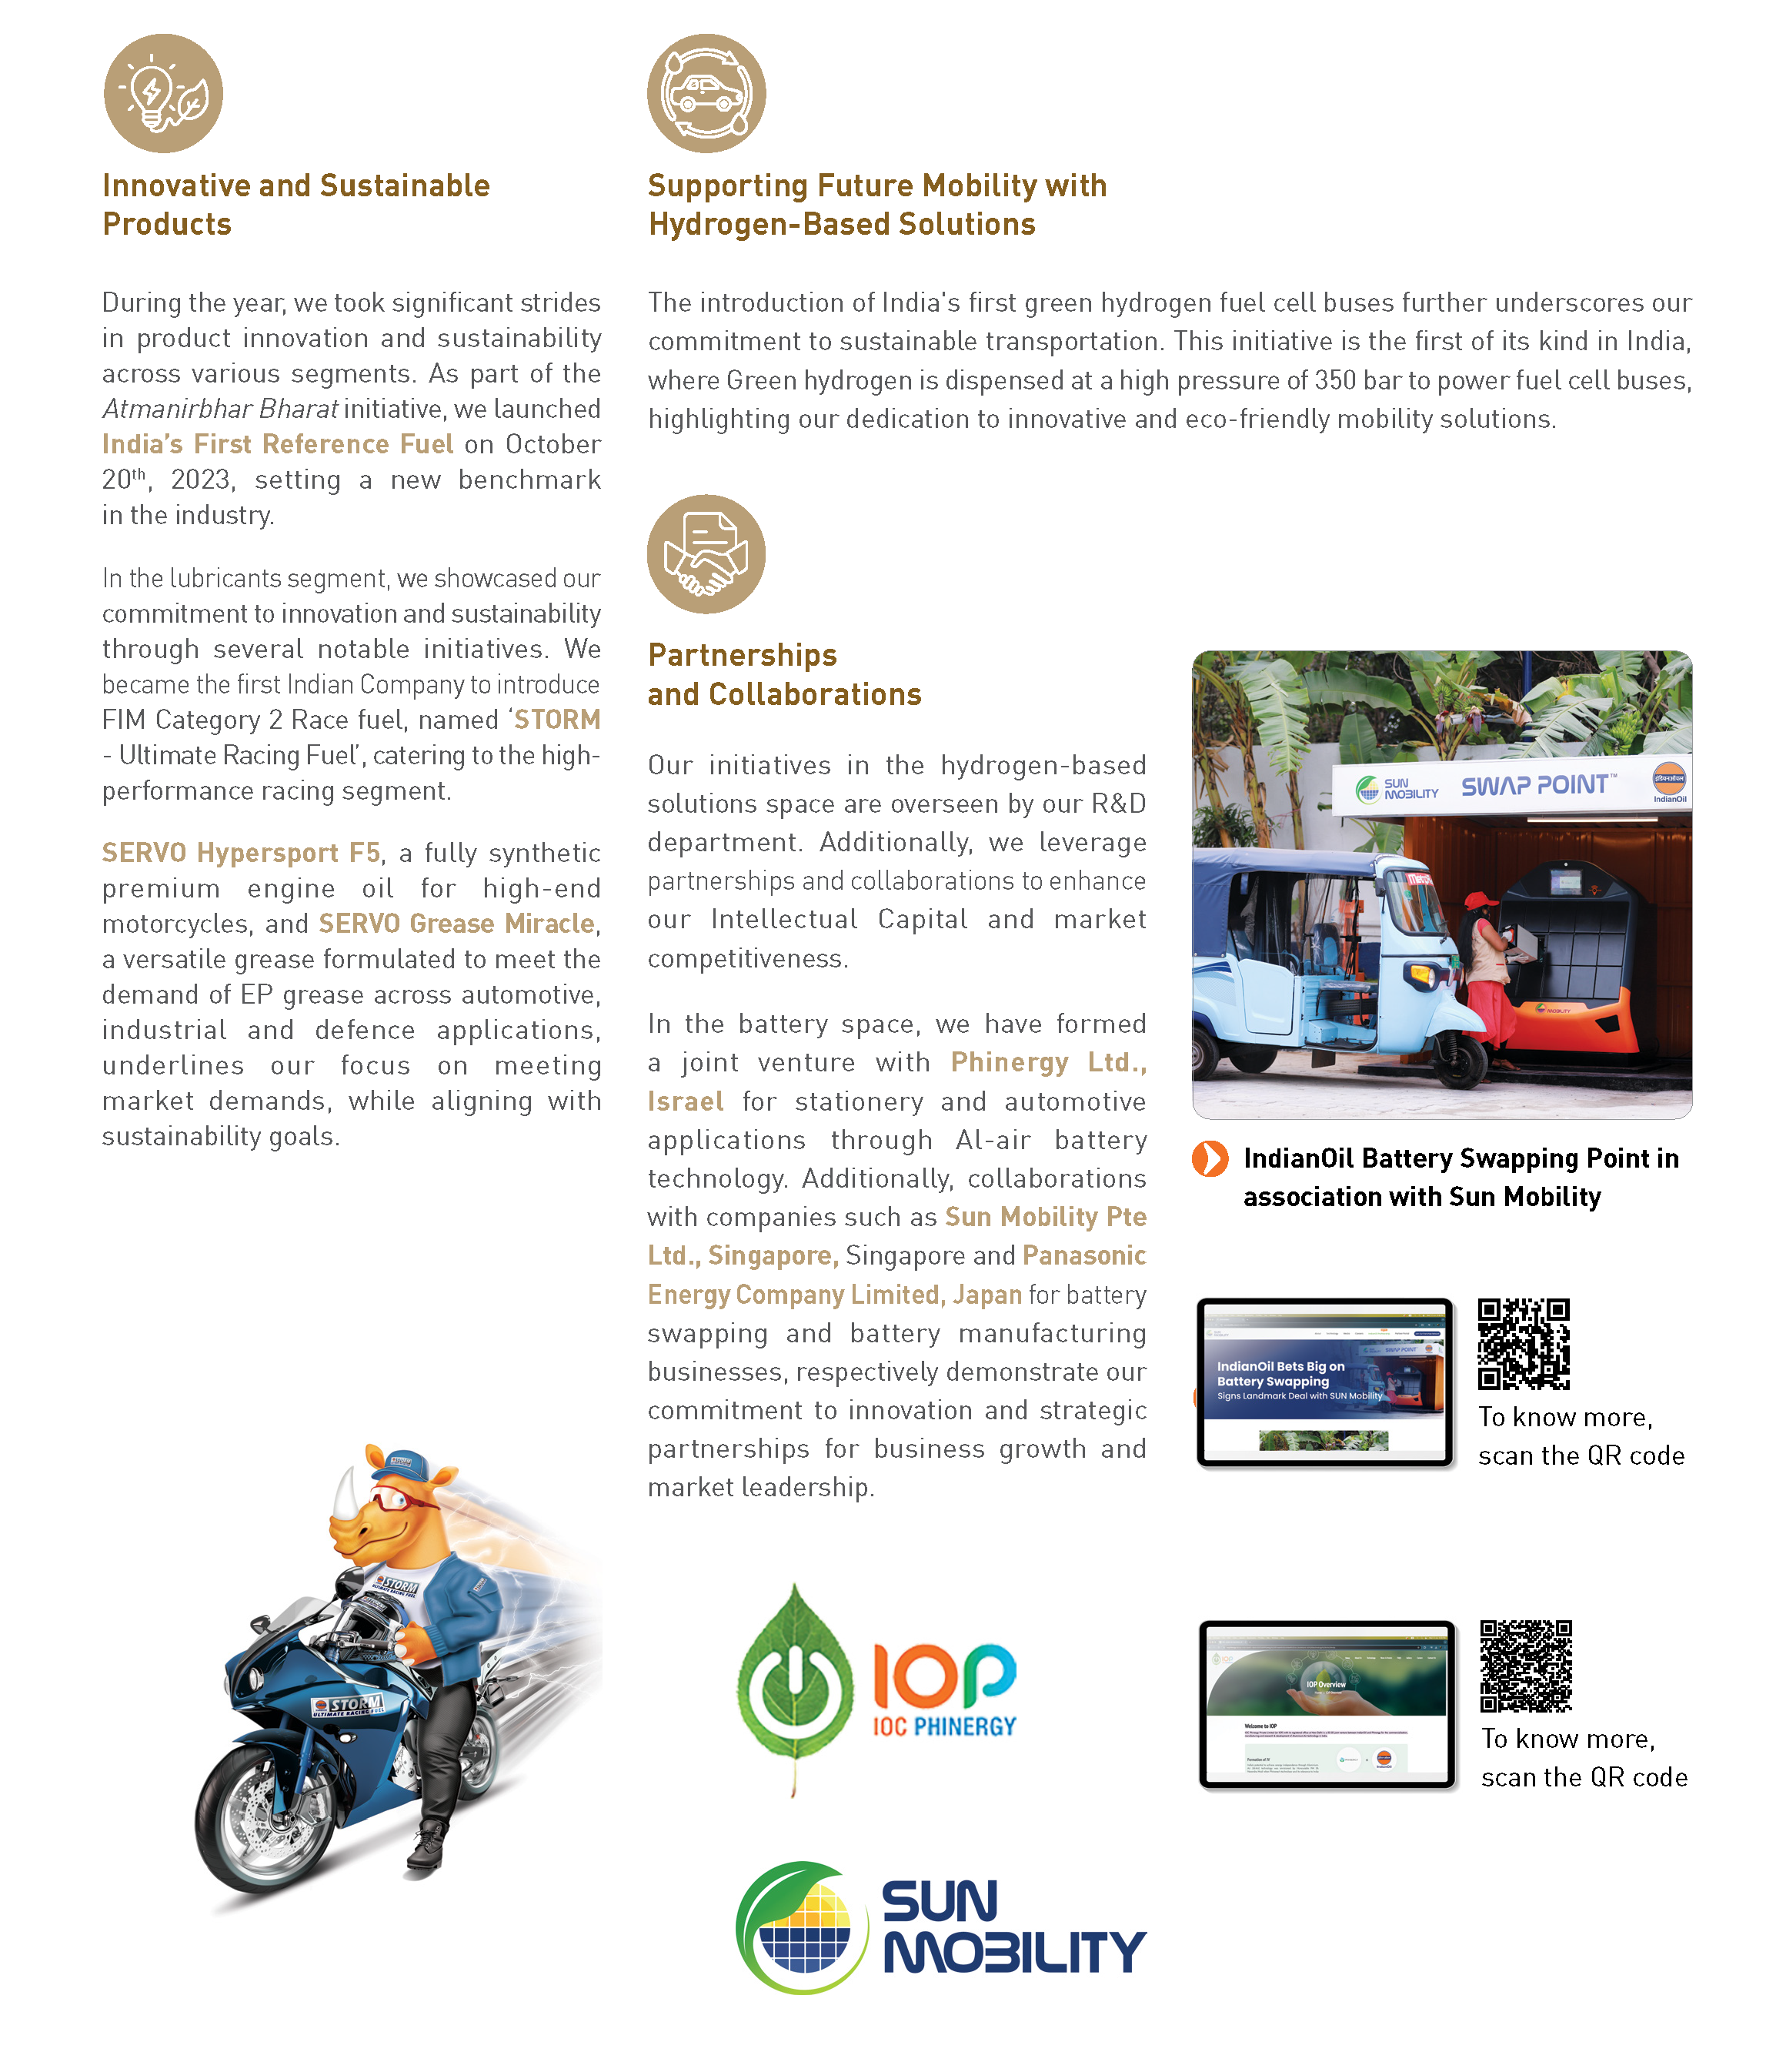 Innovative and Sustainable
Products
During the year, we took significant strides
in product innovation and sustainability
across various segments. As part of the
Atmanirbhar Bharat initiative, we launched
India's First Reference Fuel on October
20th, 2023, setting a new benchmark
in the industry.
In the lubricants segment, we showcased our
commitment to innovation and sustainability
through several notable initiatives. We
became the first Indian Company to introduce
FIM Category 2 Race fuel, named ‘STORM
- Ultimate Racing Fuel’, catering to the high-
performance racing segment.
SERVO Hypersport F5, a fully synthetic
premium engine oil for high-end
motorcycles, and SERVO Grease Miracle,
a versatile grease formulated to meet the
demand of EP grease across automotive,
industrial and defence applications,
underlines our focus on meeting
market demands, while aligning with
sustainability goals.
STORM
ULTIMATE RACING FUEL
STORM
ULTIMATE RACING FUEL
Supporting Future Mobility with
Hydrogen-Based Solutions
The introduction of India's first green hydrogen fuel cell buses further underscores our
commitment to sustainable transportation. This initiative is the first of its kind in India,
where Green hydrogen is dispensed at a high pressure of 350 bar to power fuel cell buses,
highlighting our dedication to innovative and eco-friendly mobility solutions.
Partnerships
and Collaborations
Our initiatives in the hydrogen-based
solutions space are overseen by our R&D
department. Additionally, we leverage
partnerships and collaborations to enhance
our Intellectual Capital and market
competitiveness.
In the battery space, we have formed
a joint venture with Phinergy Ltd.,
Israel for stationery and automotive
applications through Al-air battery
technology. Additionally, collaborations
with companies such as Sun Mobility Pte
Ltd., Singapore, Singapore and Panasonic
Energy Company Limited, Japan for battery
swapping and battery manufacturing
businesses, respectively demonstrate our
commitment to innovation and strategic
partnerships for business growth and
market leadership.
IOP
IOC PHINERGY
SUN
MOBILITY
SUN
MOBILITY
SWAP POINT™
इंडियनऑयल
IndianOil
metro
MOBILITY
IndianOil Battery Swapping Point in
association with Sun Mobility
SWAP POINT
IndianOil Bets Big on
Battery Swapping
Signs Landmark Deal with SUN Mobility
To know more,
scan the QR code
IOP
IOP Overview
Welcome to IOP
Formation of JV
IndianOil
To know more,
scan the QR code